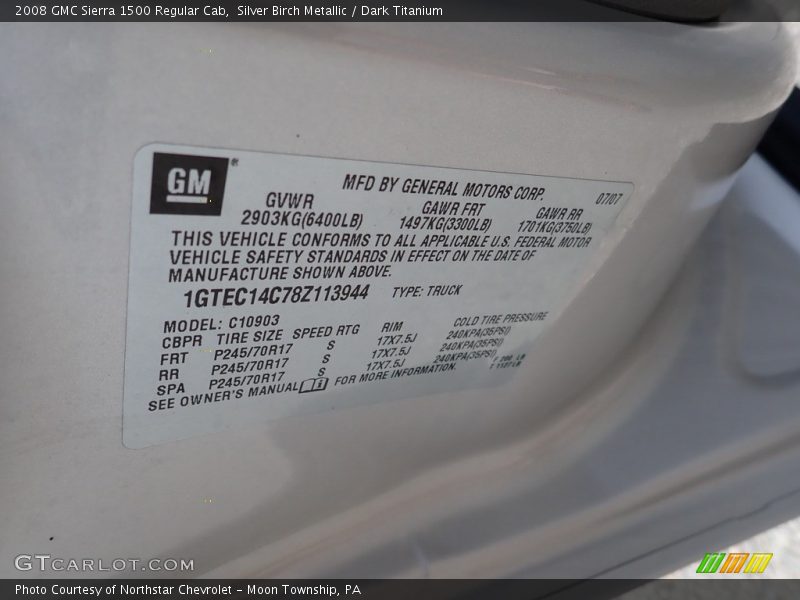 2008 GMC Sierra 1500 Regular Cab,  Silver Birch Metallic / Dark Titanium
GM
MFD BY GENERAL MOTORS CORP. 07/07
GVWR GAWR FRT GAWR RR
2903KG(6400LB) 1497KG(3300LB) 1701KG(3750LB)
THIS VEHICLE CONFORMS TO ALL APPLICABLE U.S. FEDERAL MOTOR
VEHICLE SAFETY STANDARDS IN EFFECT ON THE DATE OF
MANUFACTURE SHOWN ABOVE.
1GTEC14C78Z113944 TYPE: TRUCK
MODEL: C10903
CBPR TIRE SIZE SPEED RTG RIM COLD TIRE PRESSURE
FRT P245/70R17 S 17X7.5J 240KPA(35PSI)
RR P245/70R17 S 17X7.5J 240KPA(35PSI)
SPA P245/70R17 S 17X7.5J 240KPA(35PSI)
SEE OWNER'S MANUAL FOR MORE INFORMATION.
GTCARLOT.COM
Photo Courtesy of Northstar Chevrolet - Moon Township, PA